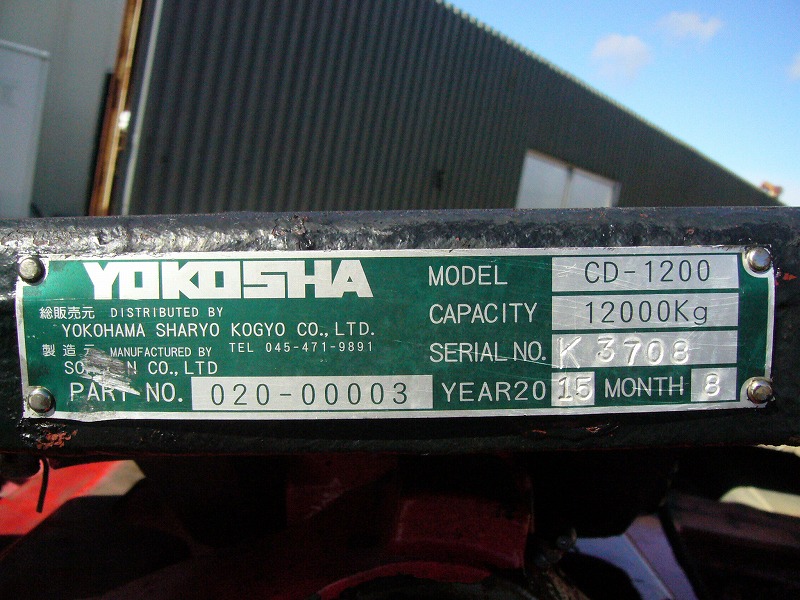 YOKOSHA
総販売元 DISTRIBUTED BY
YOKOHAMA SHARYO KOGYO CO., LTD.
TEL 045-471-9891
製造元 MANUFACTURED BY
CO., LTD
PART NO. 020-00003
MODEL CD-1200
CAPACITY 12000Kg
SERIAL NO. K 3708
YEAR20 15 MONTH 8